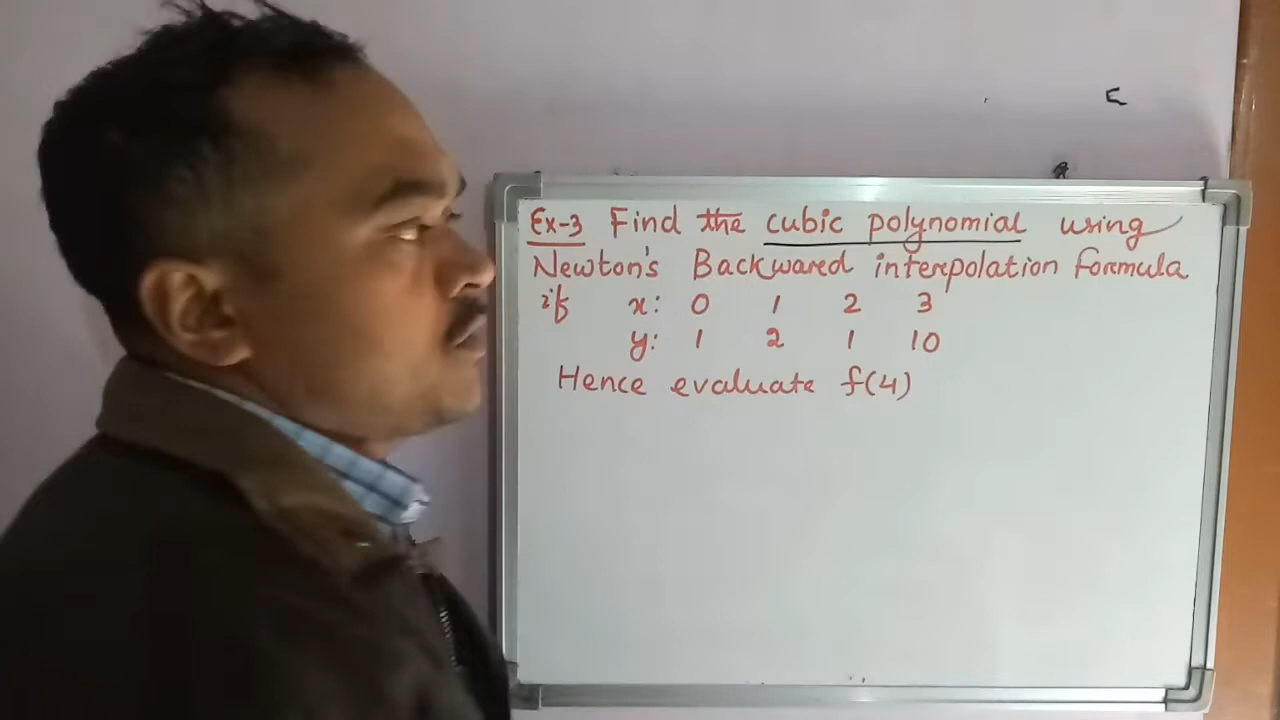 Ex-3 Find the cubic polynomial using
Newton's Backward interpolation formula
if x: 0 1 2 3
y: 1 2 1 10
Hence evaluate f(4)